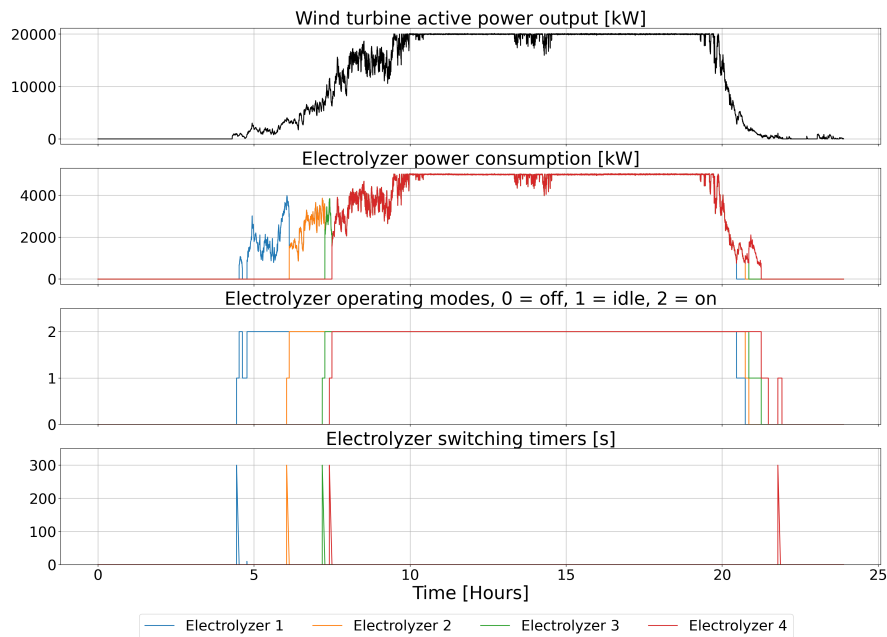 Wind turbine active power output [kW]
20000
10000
0
Electrolyzer power consumption [kW]
4000
2000
0
Electrolyzer operating modes, 0 = off, 1 = idle, 2 = on
2
1
0
Electrolyzer switching timers [s]
300
200
100
0
0 5 10 15 20 25
Time [Hours]
Electrolyzer 1 Electrolyzer 2 Electrolyzer 3 Electrolyzer 4